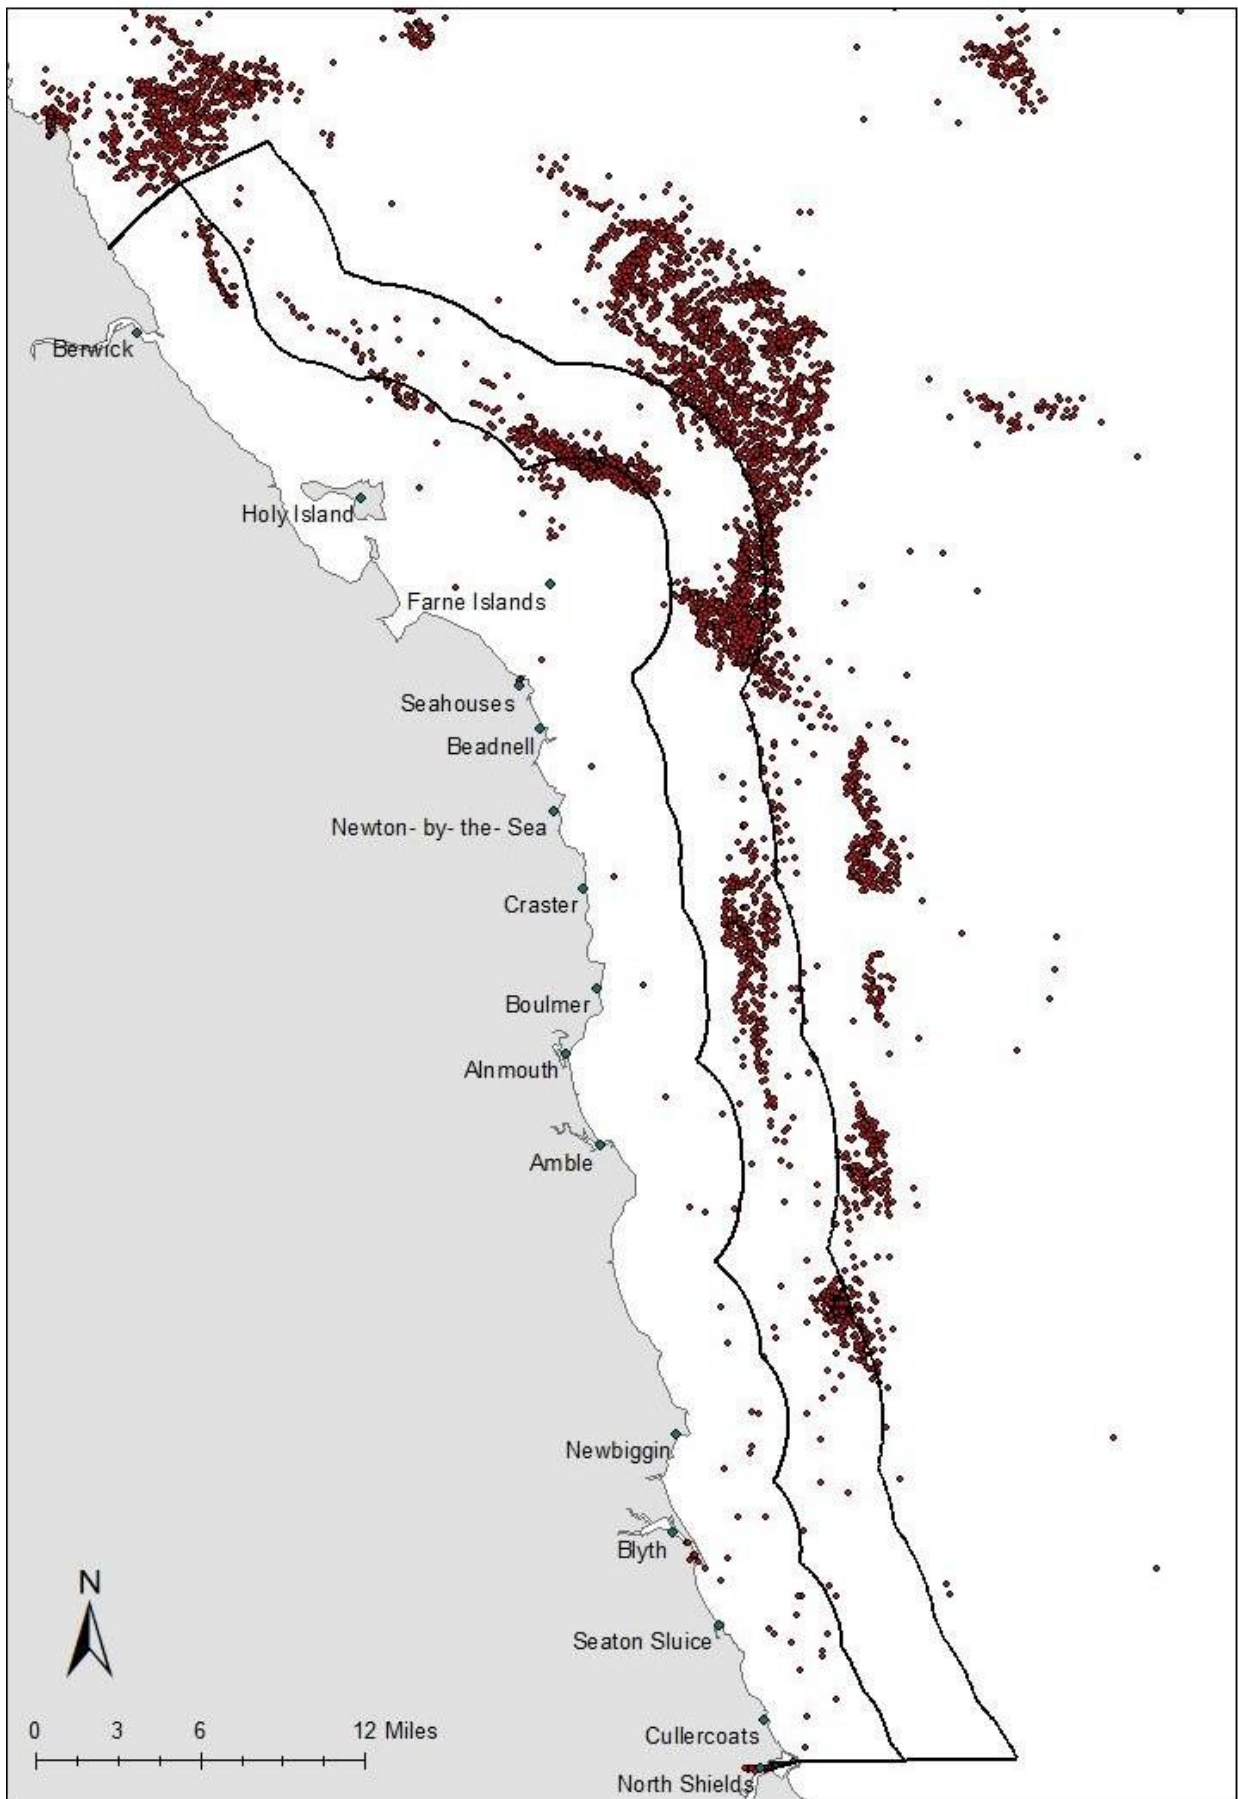 Berwick
Holy Island
Farne Islands
Seahouses
Beadnell
Newton- by- the- Sea
Craster
Boulmer
Alnmouth
Amble
Newbiggin
Blyth
N
Seaton Sluice
0 3 6 12 Miles
Cullercoats
North Shields